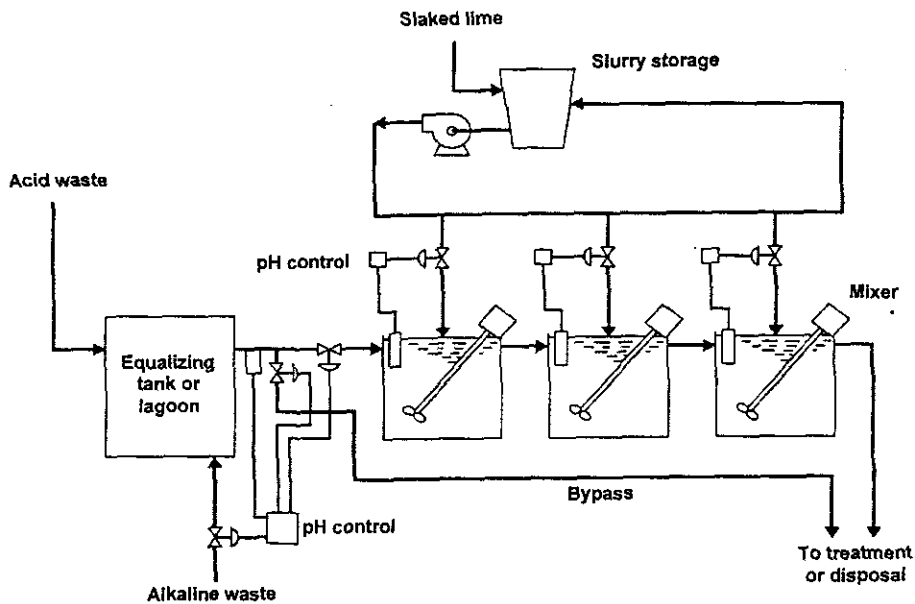 Slaked lime
Slurry storage
Acid waste
pH control
Mixer
Equalizing
tank or
lagoon
Bypass
pH control
To treatment
or disposal
Alkaline waste